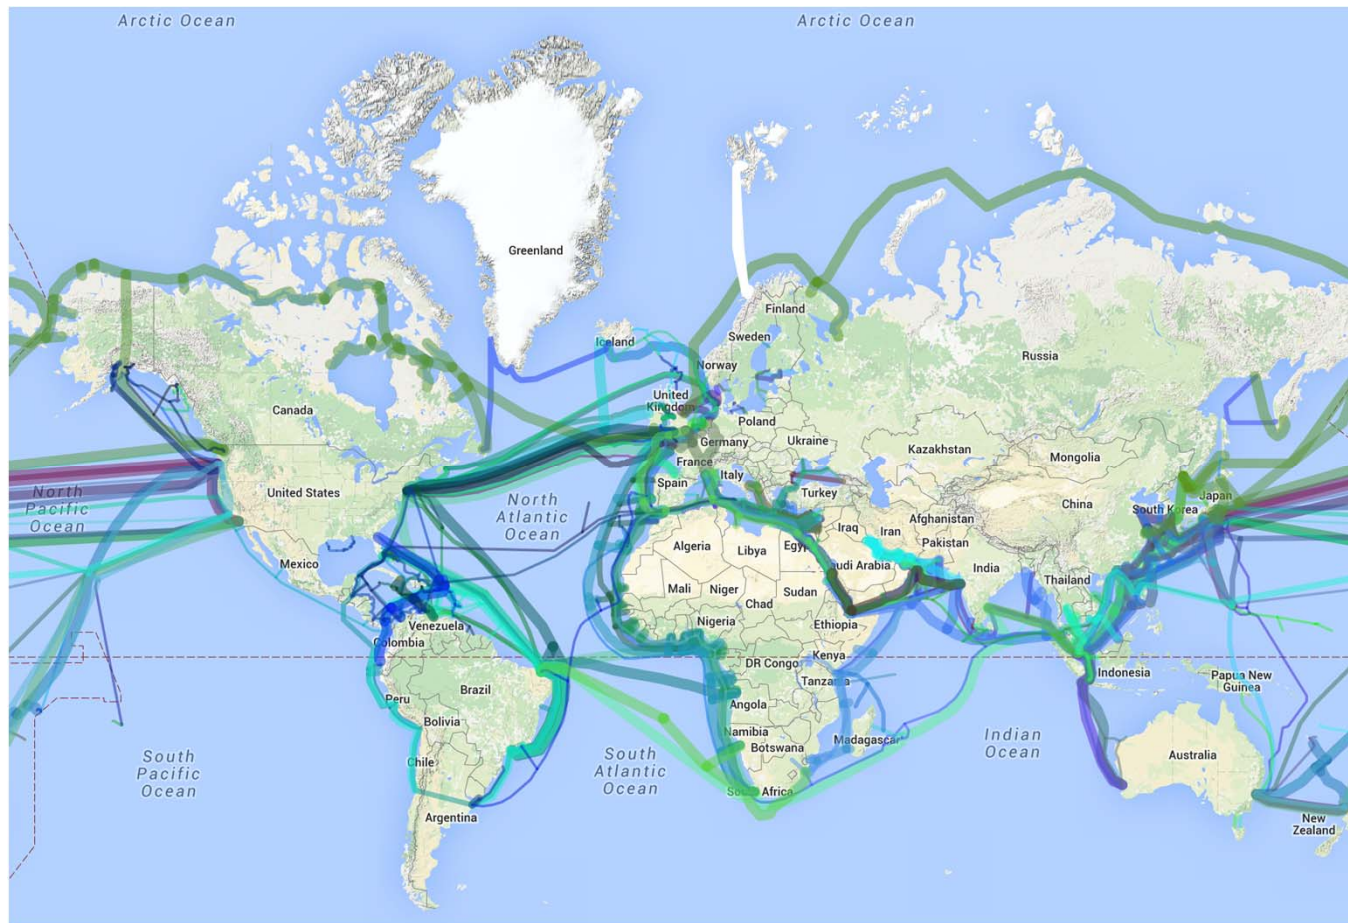 Arctic Ocean
Arctic Ocean
Greenland
Iceland
Finland
Sweden
Norway
Russia
Canada
United
Kingdom
Poland
Germany
Ukraine
Kazakhstan
Mongolia
France
Italy
Spain
Turkey
United States
North
Pacific
Ocean
North
Atlantic
Ocean
China
Japan
South Korea
Iraq
Iran
Afghanistan
Pakistan
Mexico
Algeria
Libya
Egypt
Saudi Arabia
India
Thailand
Mali
Niger
Chad
Sudan
Nigeria
Ethiopia
Venezuela
Colombia
Kenya
DR Congo
Tanzania
Indonesia
Papua New
Guinea
Peru
Brazil
Angola
Bolivia
Namibia
Botswana
Madagascar
Indian
Ocean
Australia
South
Pacific
Ocean
Chile
South
Atlantic
Ocean
South Africa
Argentina
New
Zealand